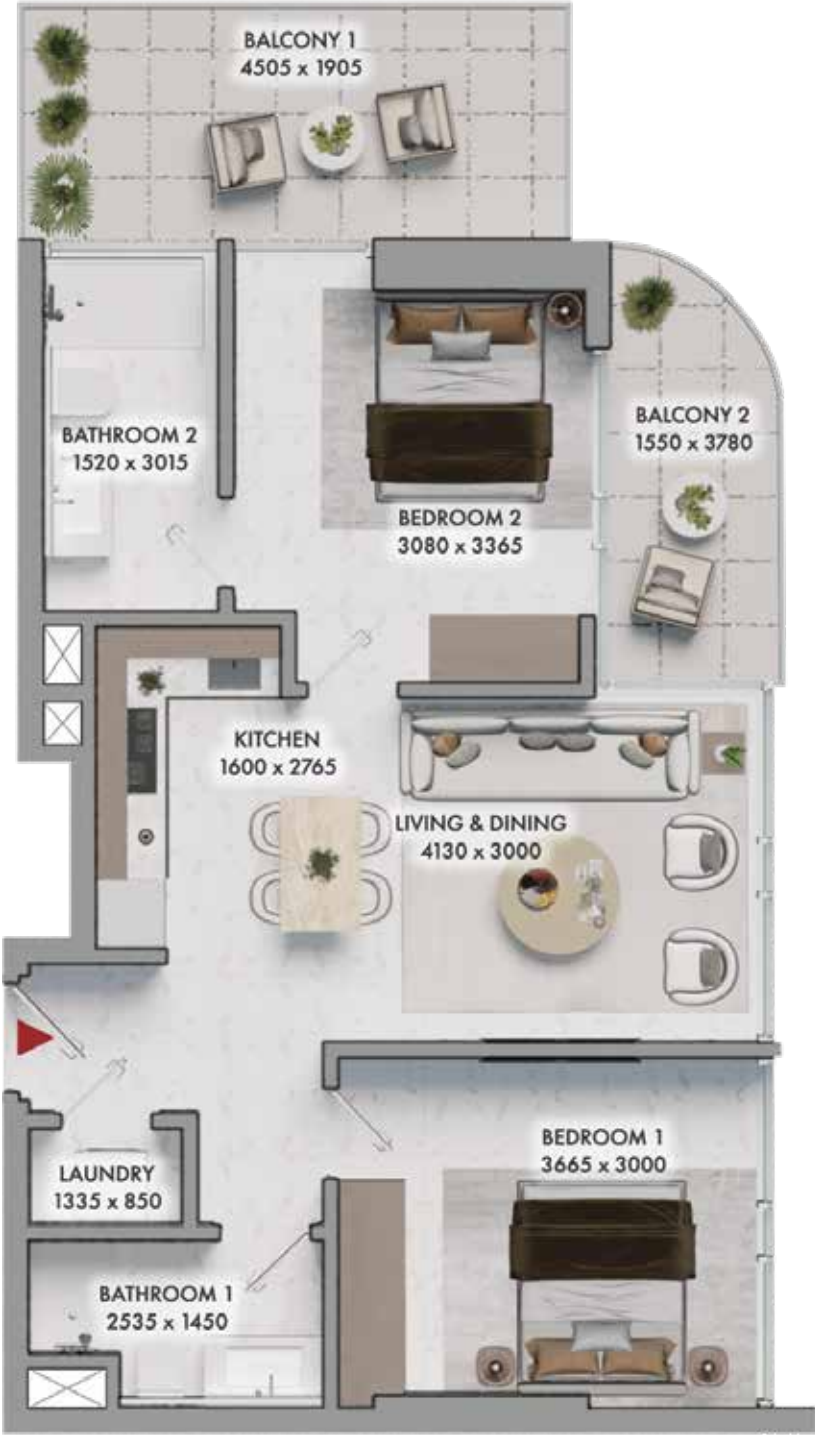 BALCONY 1
4505 x 1905
BATHROOM 2
1520 x 3015
BEDROOM 2
3080 x 3365
BALCONY 2
1550 x 3780
KITCHEN
1600 x 2765
LIVING & DINING
4130 x 3000
LAUNDRY
1335 x 850
BEDROOM 1
3665 x 3000
BATHROOM 1
2535 x 1450